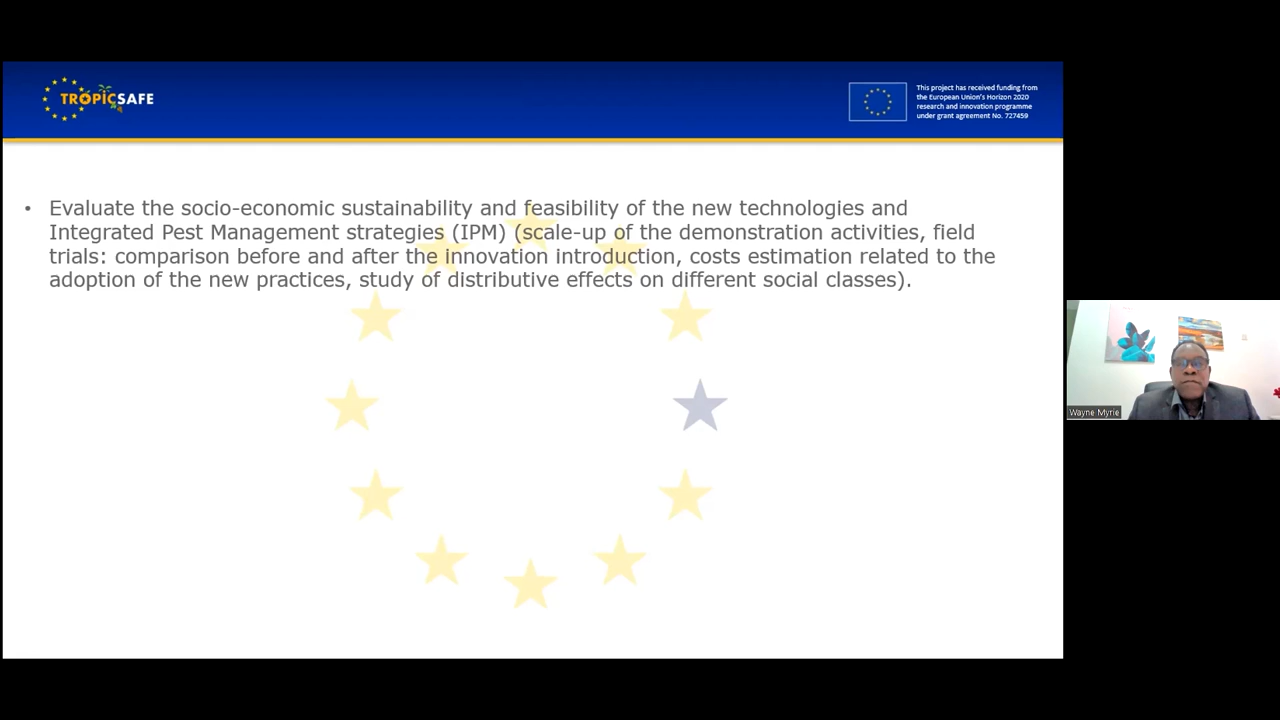 TROPICSAFE
This project has received funding from
the European Union's Horizon 2020
research and innovation programme
under grant agreement No. 727459
• Evaluate the socio-economic sustainability and feasibility of the new technologies and
Integrated Pest Management strategies (IPM) (scale-up of the demonstration activities, field
trials: comparison before and after the innovation introduction, costs estimation related to the
adoption of the new practices, study of distributive effects on different social classes).
Wayne Myrie